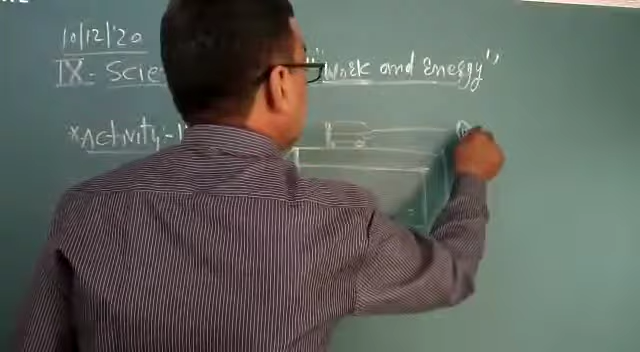 10/12/20
IX - Scie "Work and Energy"
*Activity:-1